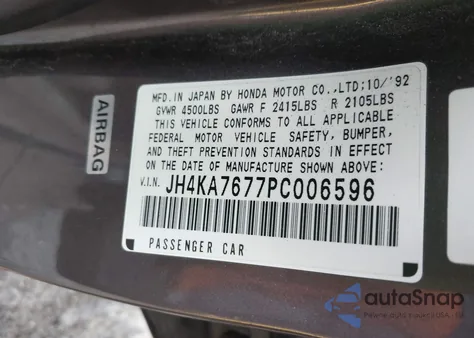 AIRBAG
MFD.IN JAPAN BY HONDA MOTOR CO.,LTD:10/'92
GVWR 4500LBS GAWR F 2415LBS R 2105LBS
THIS VEHICLE CONFORMS TO ALL APPLICABLE
FEDERAL MOTOR VEHICLE SAFETY, BUMPER,
AND THEFT PREVENTION STANDARDS IN EFFECT
ON THE DATE OF MANUFACTURE SHOWN ABOVE:
V.I.N. JH4KA7677PC006596
PASSENGER CAR
autoSnap